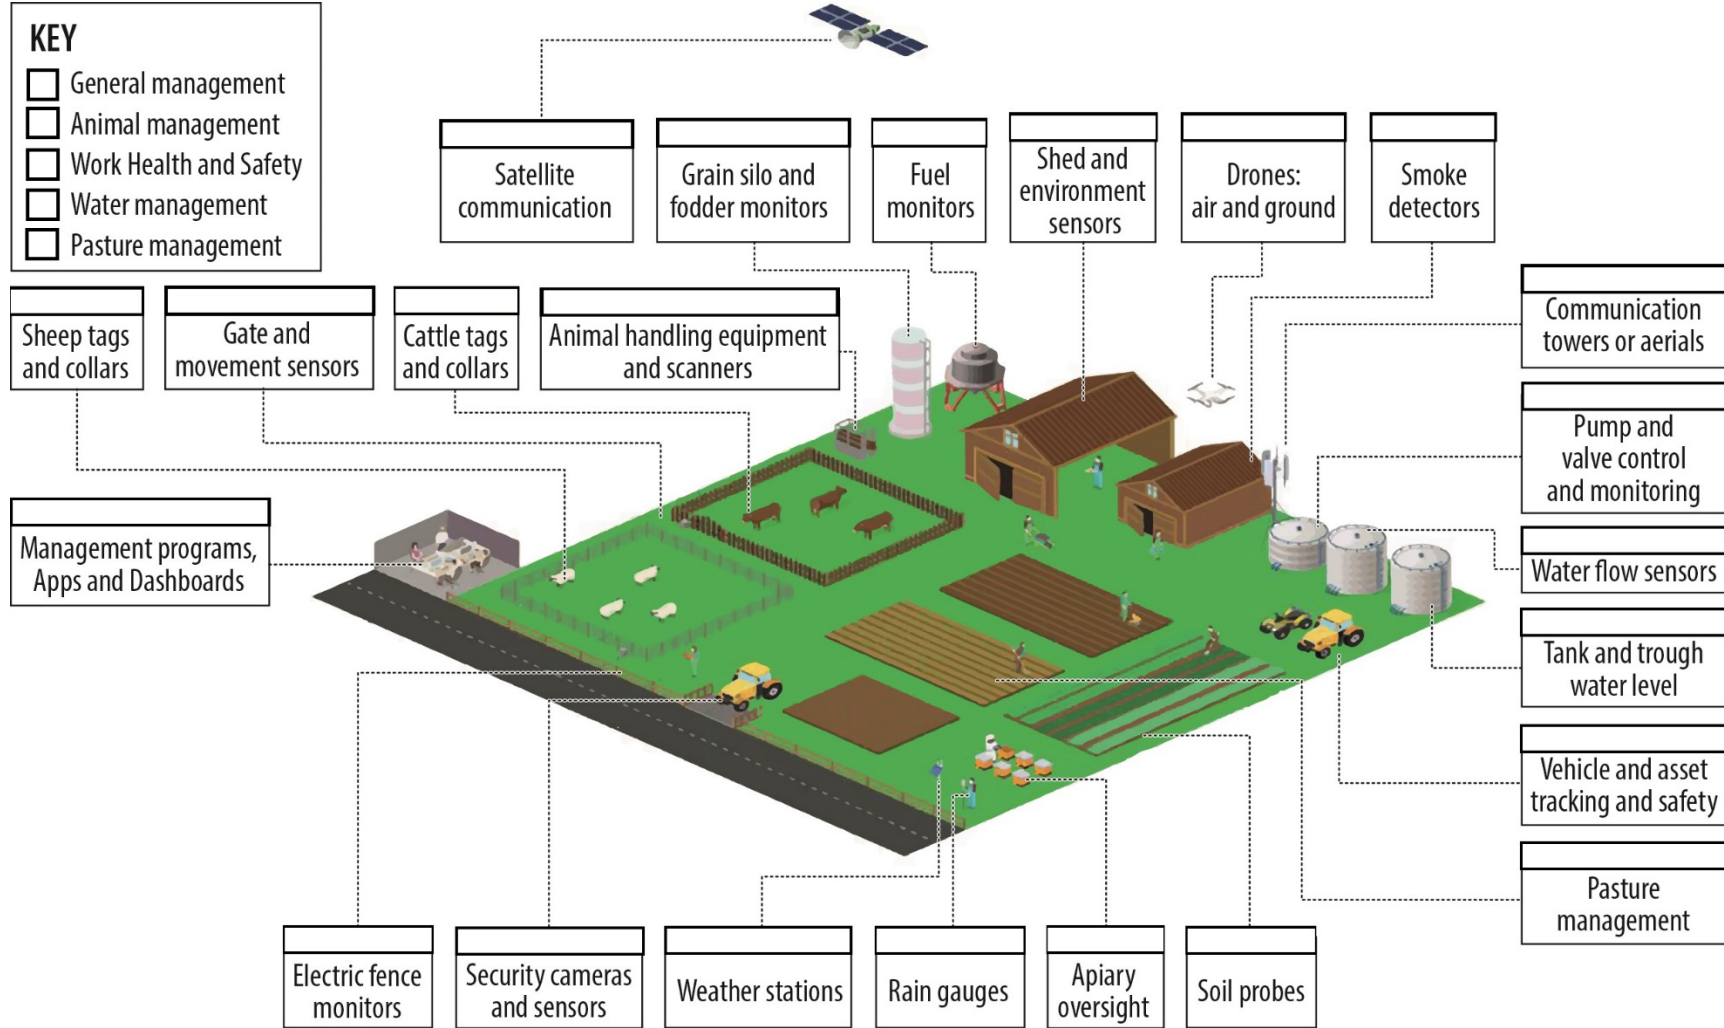 KEY
General management
Animal management
Work Health and Safety
Water management
Pasture management
Satellite
communication
Grain silo and
fodder monitors
Fuel
monitors
Shed and
environment
sensors
Drones:
air and ground
Smoke
detectors
Sheep tags
and collars
Gate and
movement sensors
Cattle tags
and collars
Animal handling equipment
and scanners
Communication
towers or aerials
Pump and
valve control
and monitoring
Management programs,
Apps and Dashboards
Water flow sensors
Tank and trough
water level
Vehicle and asset
tracking and safety
Pasture
management
Electric fence
monitors
Security cameras
and sensors
Weather stations
Rain gauges
Apiary
oversight
Soil probes